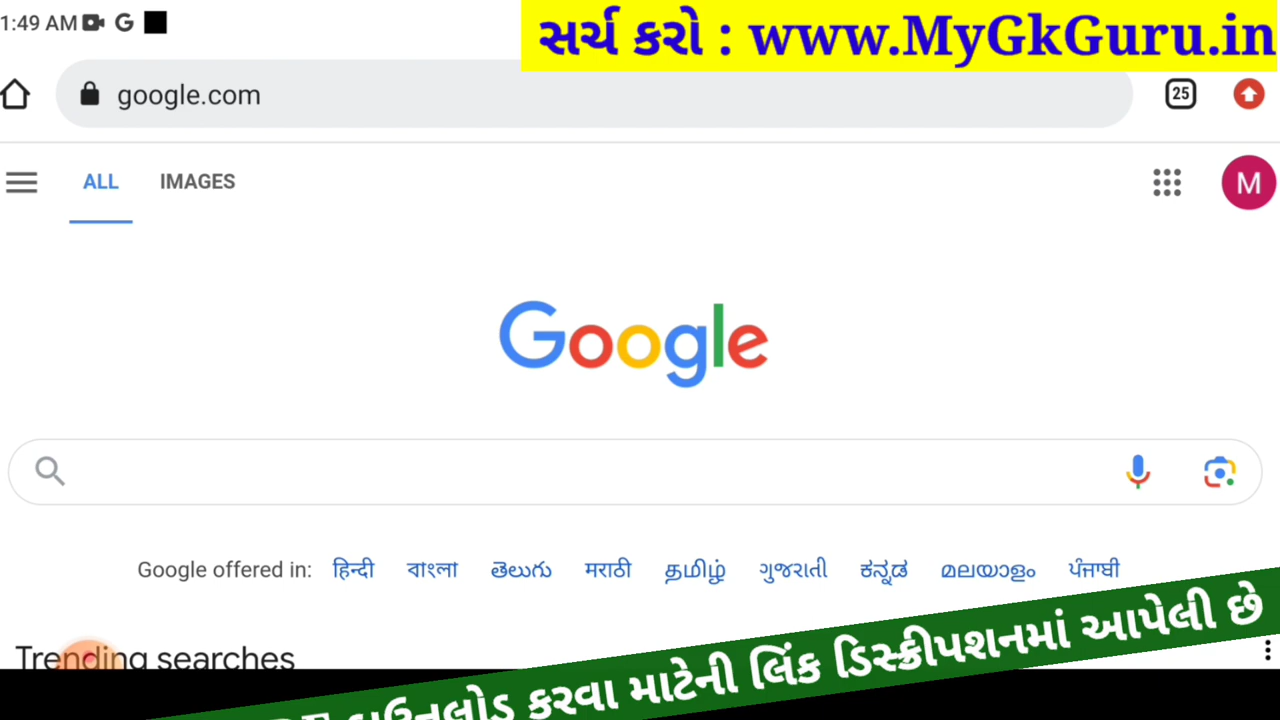 1:49 AM G
સર્ચ કરો : www.MyGkGuru.in
google.com
25
ALL IMAGES
M
Google
Google offered in: हिन्दी বাংলা తెలుగు मराठी தமிழ் ગુજરાતી ಕನ್ನಡ മലയാളം ਪੰਜਾਬੀ
Trending searches
ડાઉનલોડ કરવા માટેની લિંક ડિસ્ક્રીપશનમાં આપેલી છે